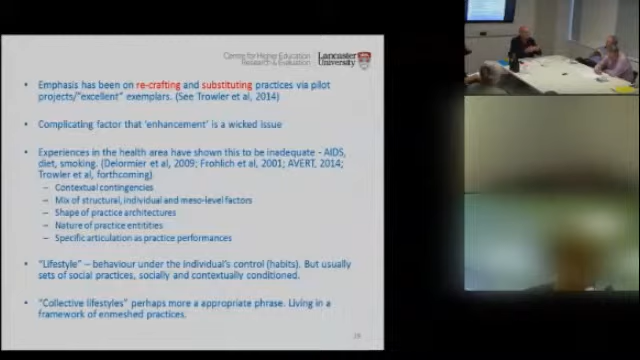 Centre for Higher Education
Research & Evaluation
Lancaster
University
• Emphasis has been on re-crafting and substituting practices via pilot
projects/"excellent" exemplars. (See Trowler et al, 2014)
• Complicating factor that 'enhancement' is a wicked issue
• Experiences in the health area have shown this to be inadequate - AIDS,
diet, smoking. (Delormier et al, 2009; Frohlich et al, 2001; AVERT, 2014;
Trowler et al, forthcoming)
– Contextual contingencies
– Mix of structural, individual and meso-level factors
– Shape of practice architectures
– Nature of practice entitities
– Specific articulation as practice performances
• "Lifestyle" – behaviour under the individual's control (habits). But usually
sets of social practices, socially and contextually conditioned.
• "Collective lifestyles" perhaps more a appropriate phrase. Living in a
framework of enmeshed practices.